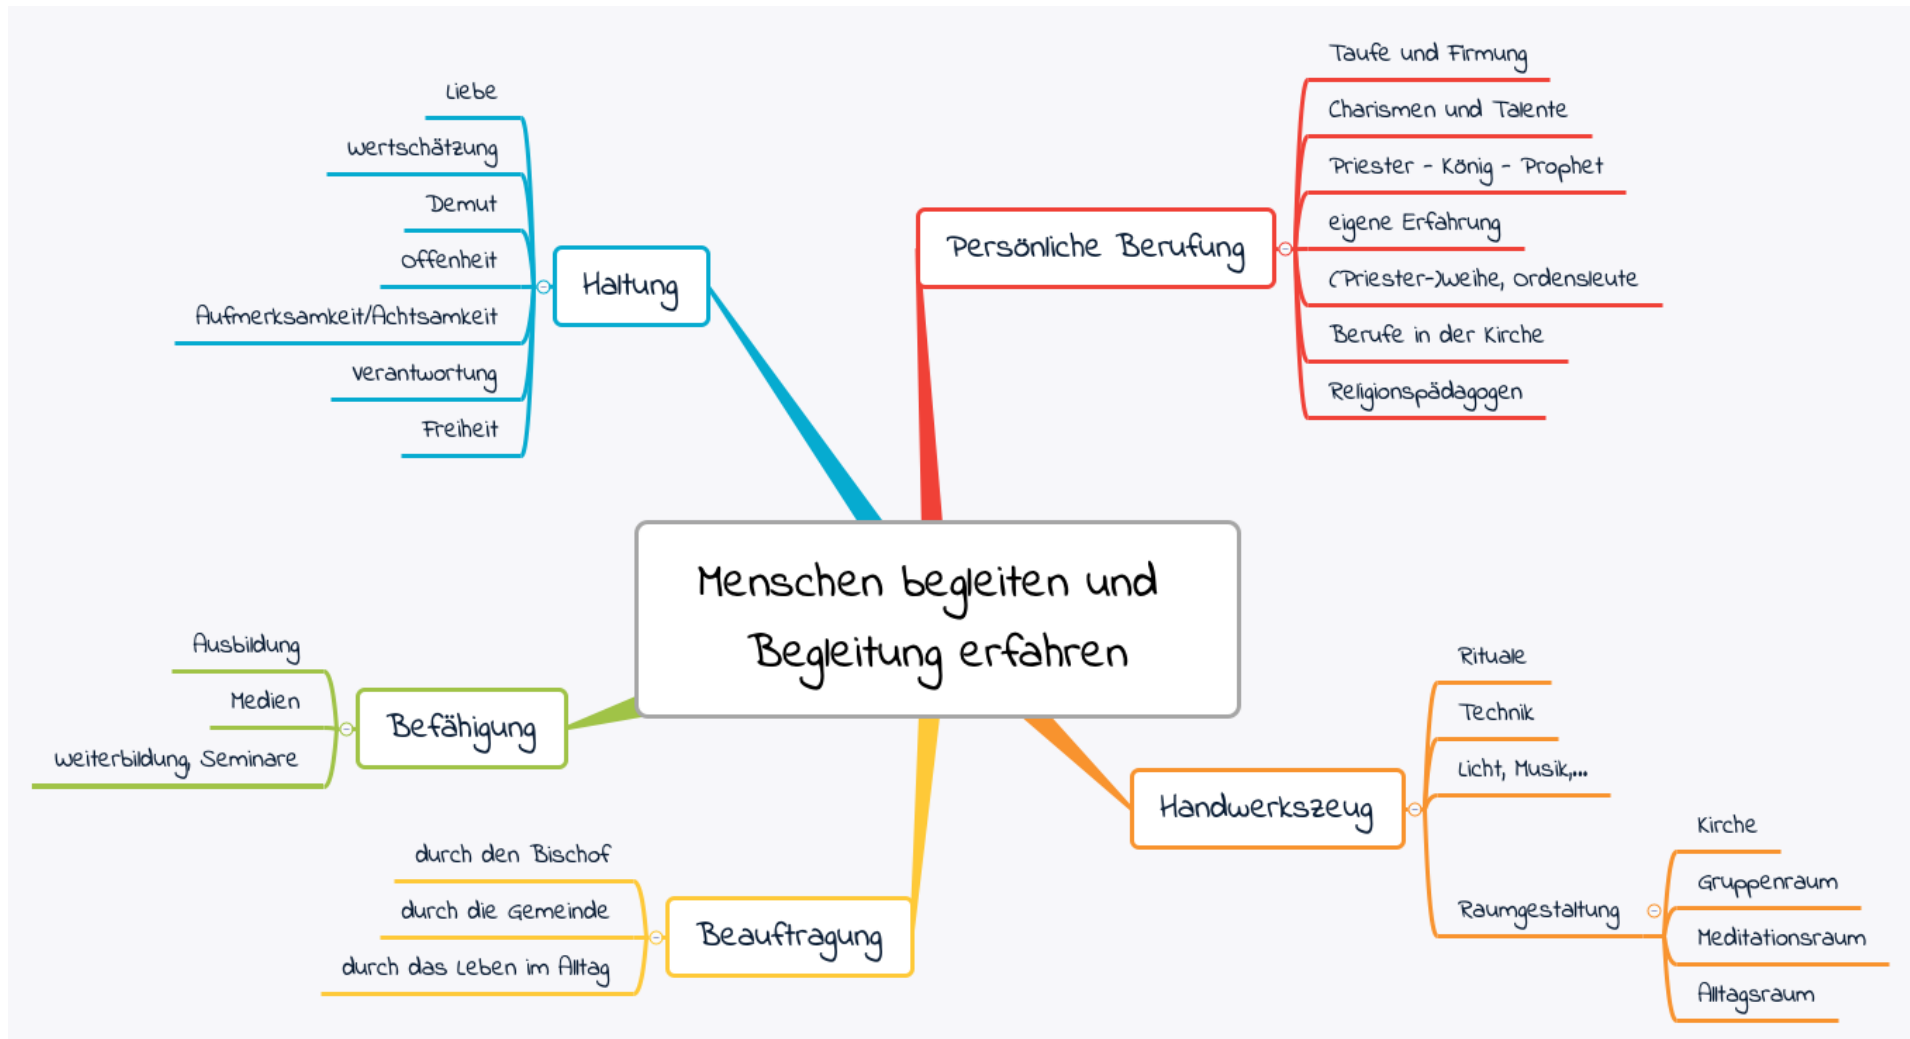 Menschen begleiten und
Begleitung erfahren
Persönliche Berufung
Taufe und Firmung
Charismen und Talente
Priester - König - Prophet
eigene Erfahrung
(Priester-)Weihe, Ordensleute
Berufe in der Kirche
Religionspädagogen
Handwerkszeug
Rituale
Technik
Licht, Musik,...
Raumgestaltung
Kirche
Gruppenraum
Meditationsraum
Alltagsraum
Beauftragung
durch den Bischof
durch die Gemeinde
durch das Leben im Alltag
Befähigung
Ausbildung
Medien
Weiterbildung, Seminare
Haltung
Liebe
Wertschätzung
Demut
Offenheit
Aufmerksamkeit/Achtsamkeit
Verantwortung
Freiheit